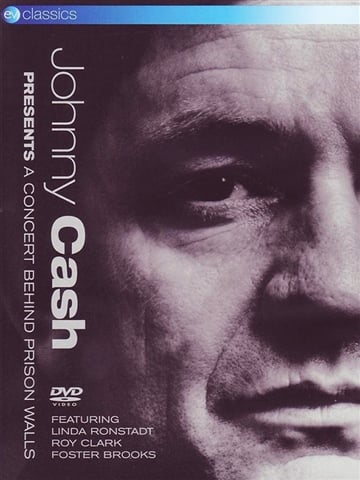 ev classics
Johnny Cash
PRESENTS A CONCERT BEHIND PRISON WALLS
DVD
VIDEO
FEATURING
LINDA RONSTADT
ROY CLARK
FOSTER BROOKS